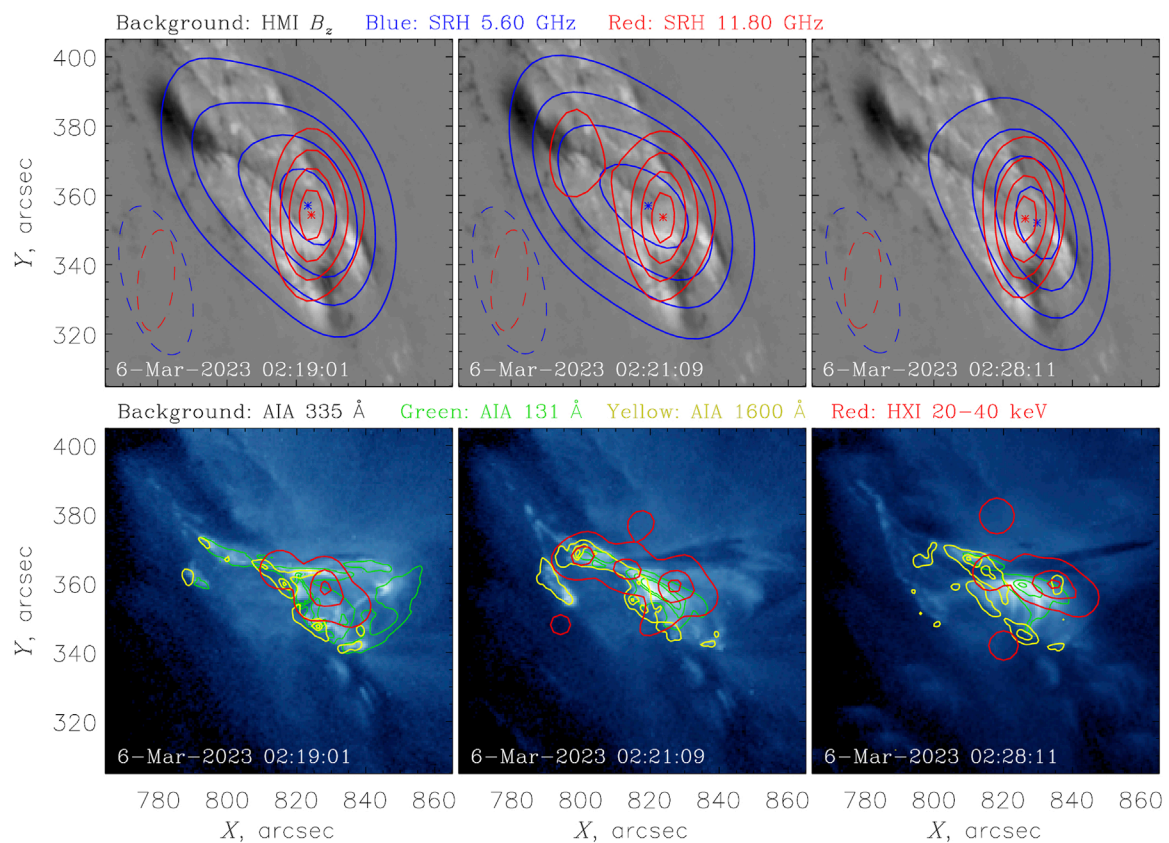 Background: HMI B_z Blue: SRH 5.60 GHz Red: SRH 11.80 GHz
400
380
360
340
320
Y, arcsec
6-Mar-2023 02:19:01 6-Mar-2023 02:21:09 6-Mar-2023 02:28:11
Background: AIA 335 Å Green: AIA 131 Å Yellow: AIA 1600 Å Red: HXI 20-40 keV
400
380
360
340
320
Y, arcsec
6-Mar-2023 02:19:01 6-Mar-2023 02:21:09 6-Mar-2023 02:28:11
780 800 820 840 860 780 800 820 840 860 780 800 820 840 860
X, arcsec X, arcsec X, arcsec